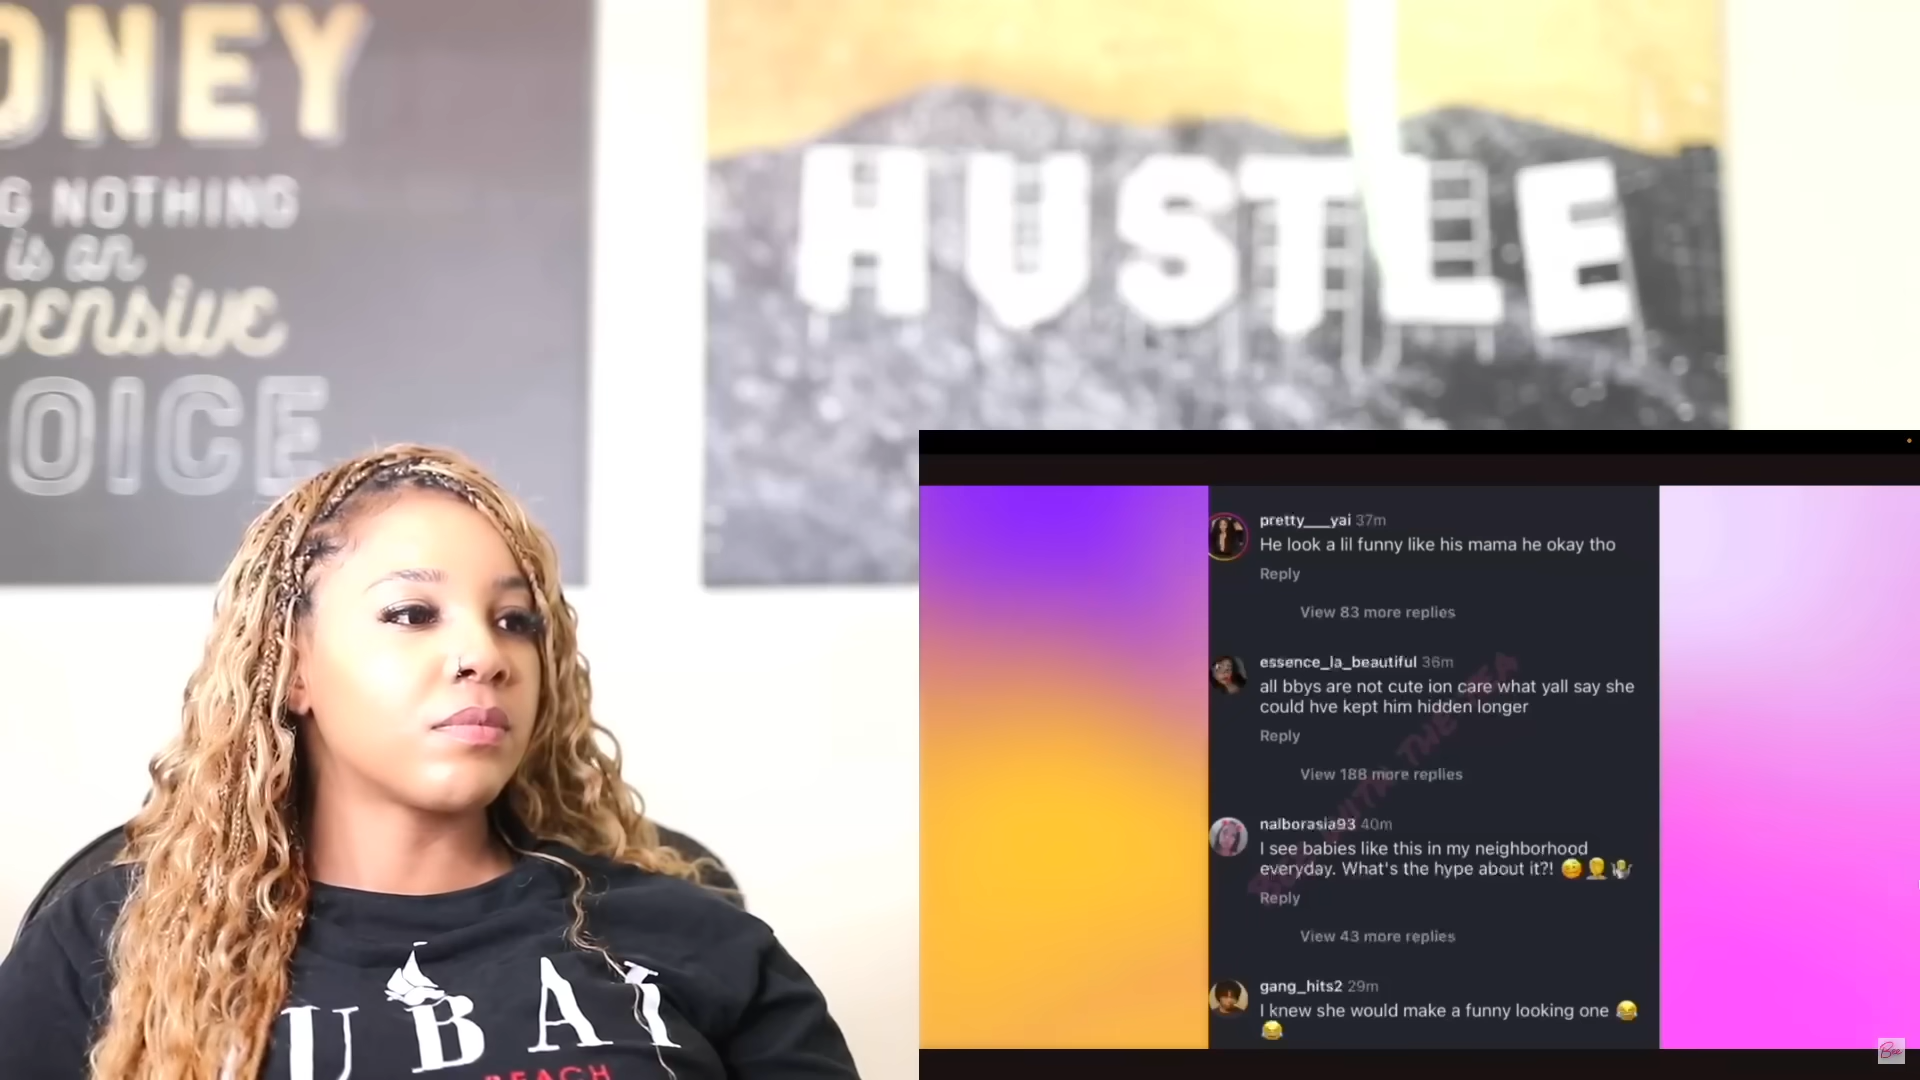 ONEY
G NOTHING
is an
pensive
OICE
HUSTLE
UBAI
BEACH
pretty___yai 37m
He look a lil funny like his mama he okay tho
Reply
View 83 more replies
essence_la_beautiful 36m
all bbys are not cute ion care what yall say she
could hve kept him hidden longer
Reply
View 188 more replies
nalborasia93 40m
I see babies like this in my neighborhood
everyday. What's the hype about it?! 🥴🤦🤷
Reply
View 43 more replies
gang_hits2 29m
I knew she would make a funny looking one 😂
😂
Bee